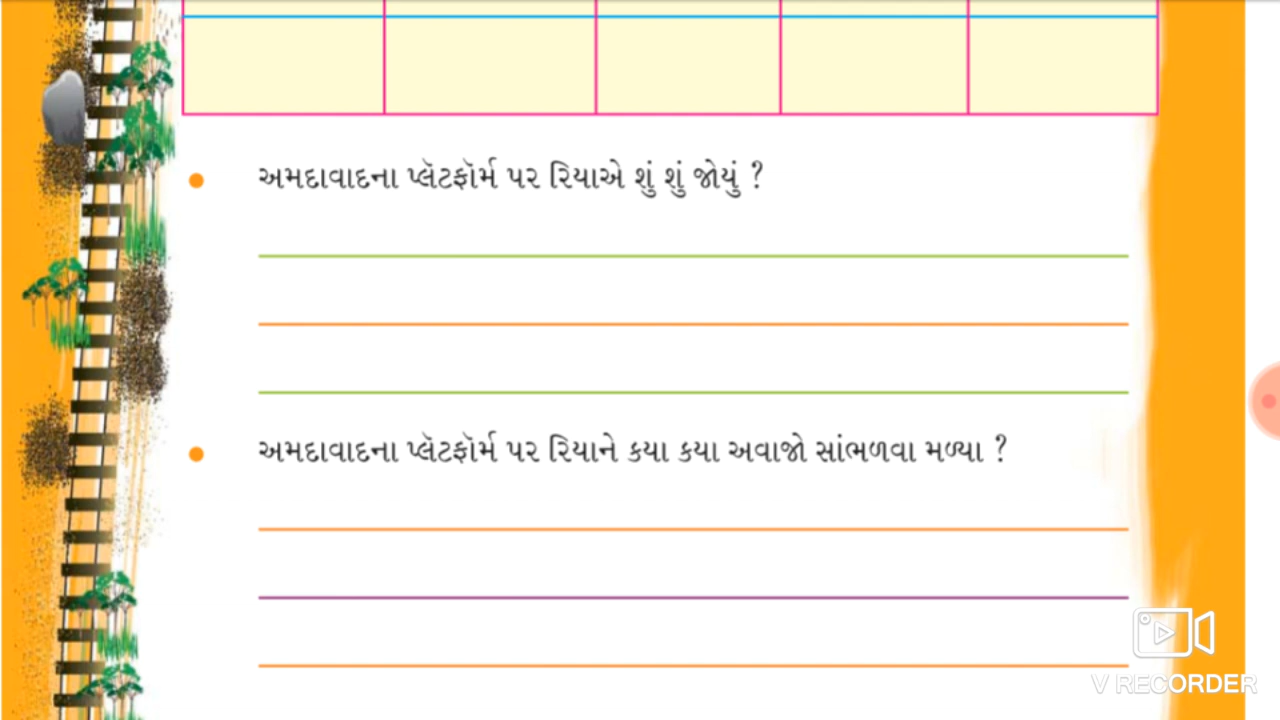 અમદાવાદના પ્લૅટફૉર્મ પર રિયાએ શું શું જોયું ?
અમદાવાદના પ્લૅટફૉર્મ પર રિયાને કયા કયા અવાજો સાંભળવા મળ્યા ?
V RECORDER